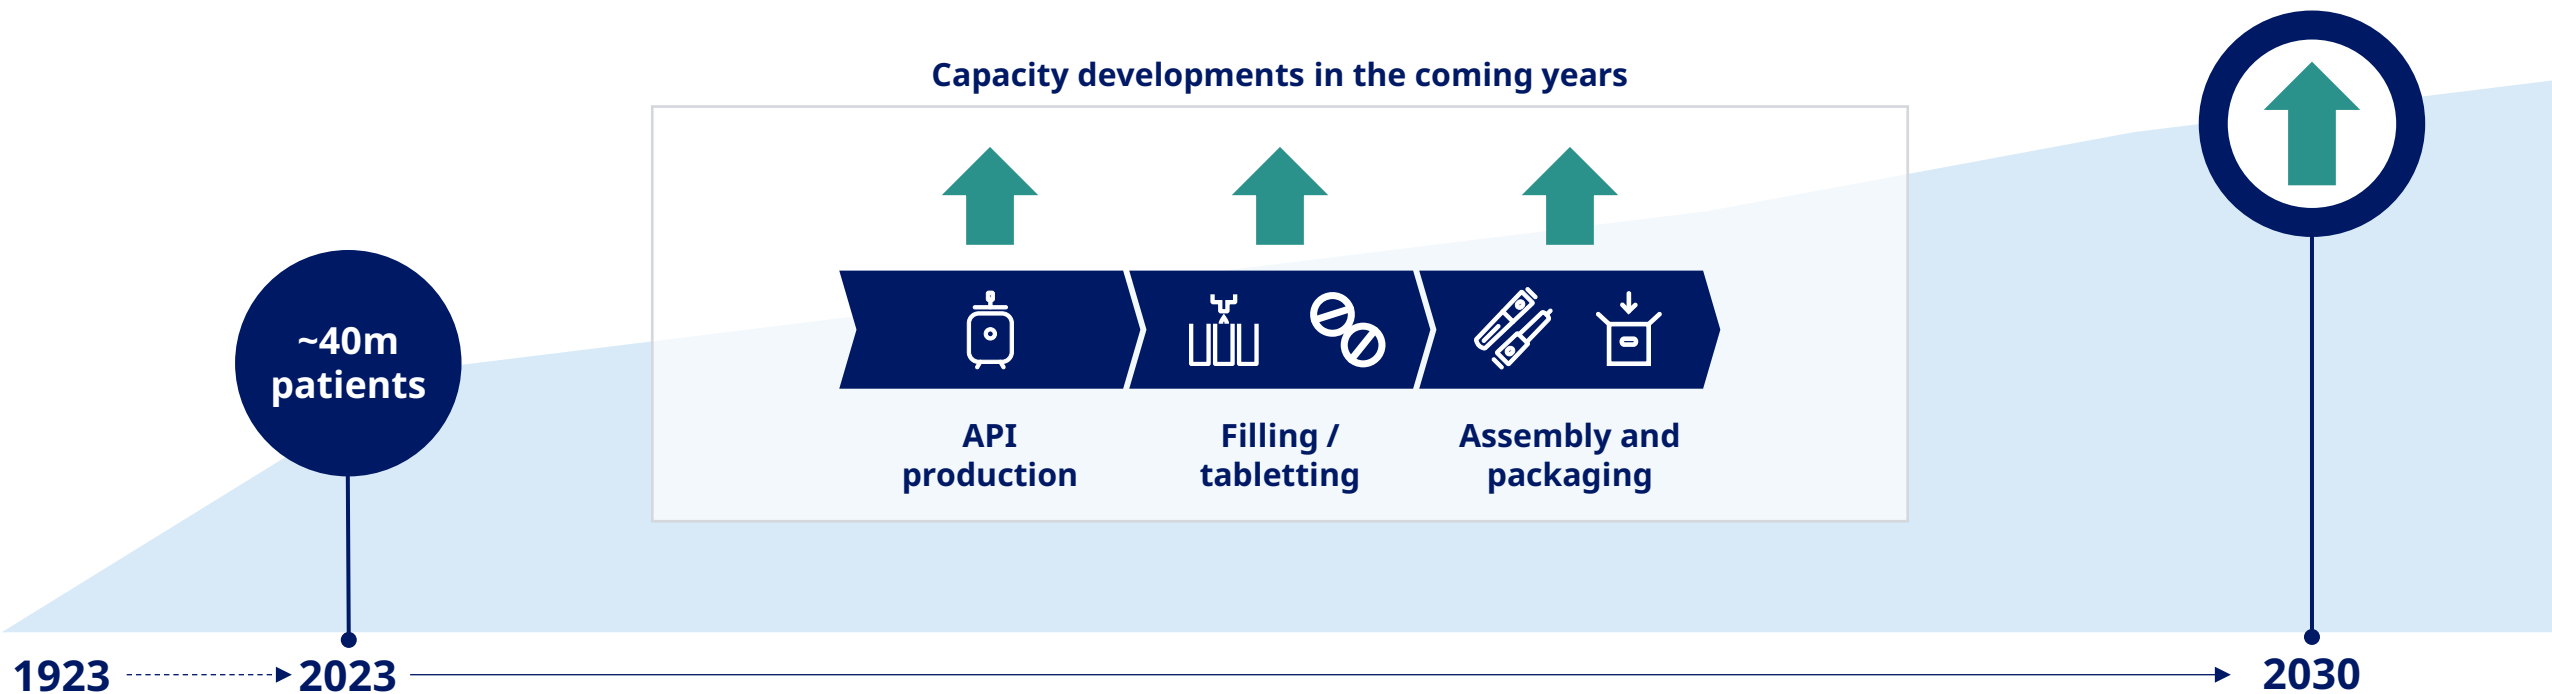 Capacity developments in the coming years
~40m
patients
API
production
Filling /
tabletting
Assembly and
packaging
1923
2023
2030